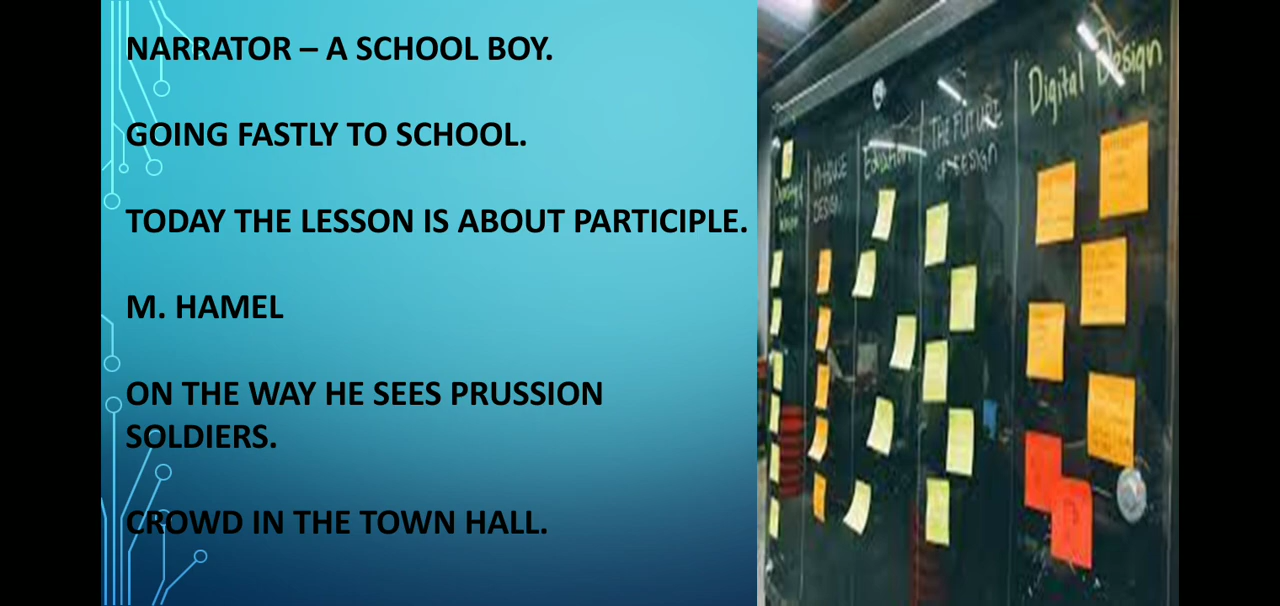 NARRATOR – A SCHOOL BOY.
GOING FASTLY TO SCHOOL.
TODAY THE LESSON IS ABOUT PARTICIPLE.
M. HAMEL
ON THE WAY HE SEES PRUSSION
SOLDIERS.
CROWD IN THE TOWN HALL.
DESIGN
THE FUTURE
OF DESIGN
Digital Design